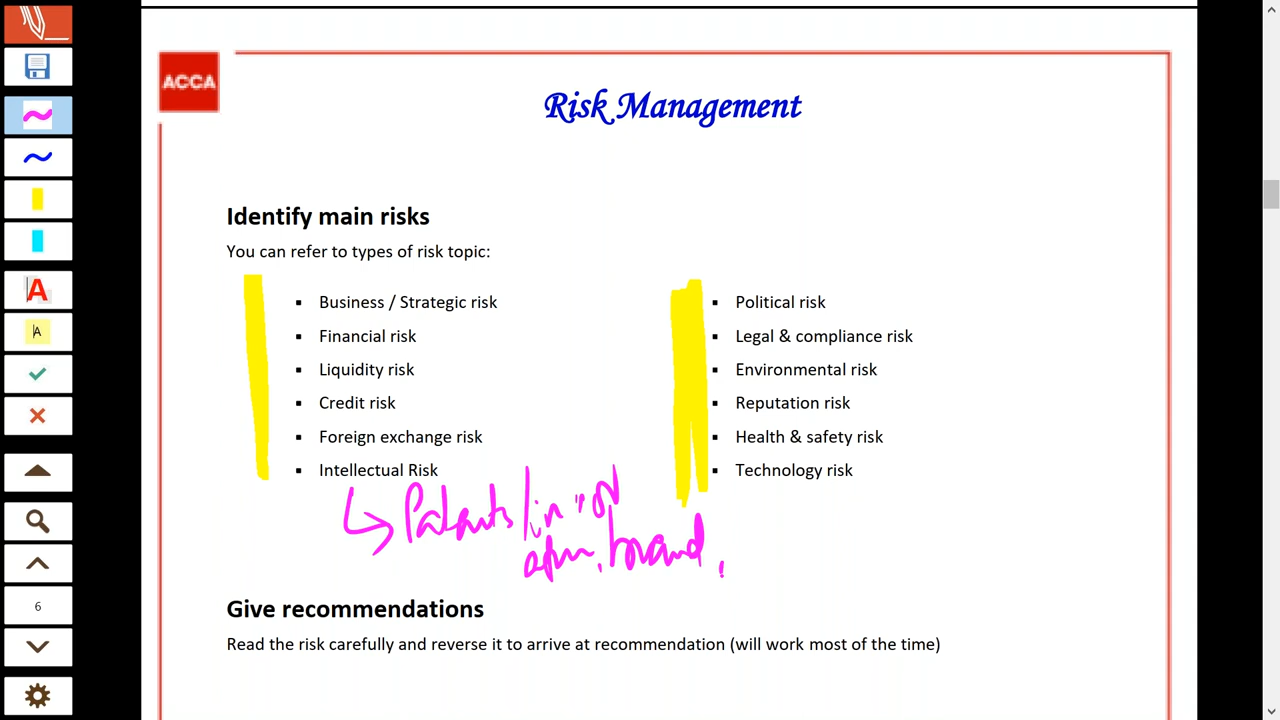 ACCA
Risk Management
Identify main risks
You can refer to types of risk topic:
▪ Business / Strategic risk
▪ Financial risk
▪ Liquidity risk
▪ Credit risk
▪ Foreign exchange risk
▪ Intellectual Risk
▪ Political risk
▪ Legal & compliance risk
▪ Environmental risk
▪ Reputation risk
▪ Health & safety risk
▪ Technology risk
Patents /
brand,
Give recommendations
Read the risk carefully and reverse it to arrive at recommendation (will work most of the time)
A
A
6